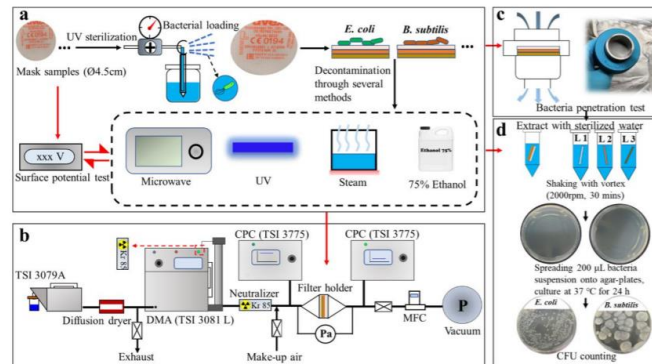 a
UV sterilization
Bacterial loading
E. coli
B. subtilis
Mask samples (Ø4.5cm)
Decontamination
through several
methods
xxx V
Surface potential test
Microwave
UV
Steam
Ethanol 75%
75% Ethanol
b
CPC (TSI 3775)
CPC (TSI 3775)
Kr 85
TSI 3079A
Neutralizer
Kr 85
Filter holder
Diffusion dryer
DMA (TSI 3081 L)
Pa
MFC
P
Vacuum
Exhaust
Make-up air
c
Bacteria penetration test
d
Extract with sterilized water
L 1
L 2
L 3
Shaking with vortex
(2000rpm, 30 mins)
Spreading 200 µL bacteria
suspension onto agar-plates,
culture at 37 °C for 24 h
E. coli
B. subtilis
CFU counting